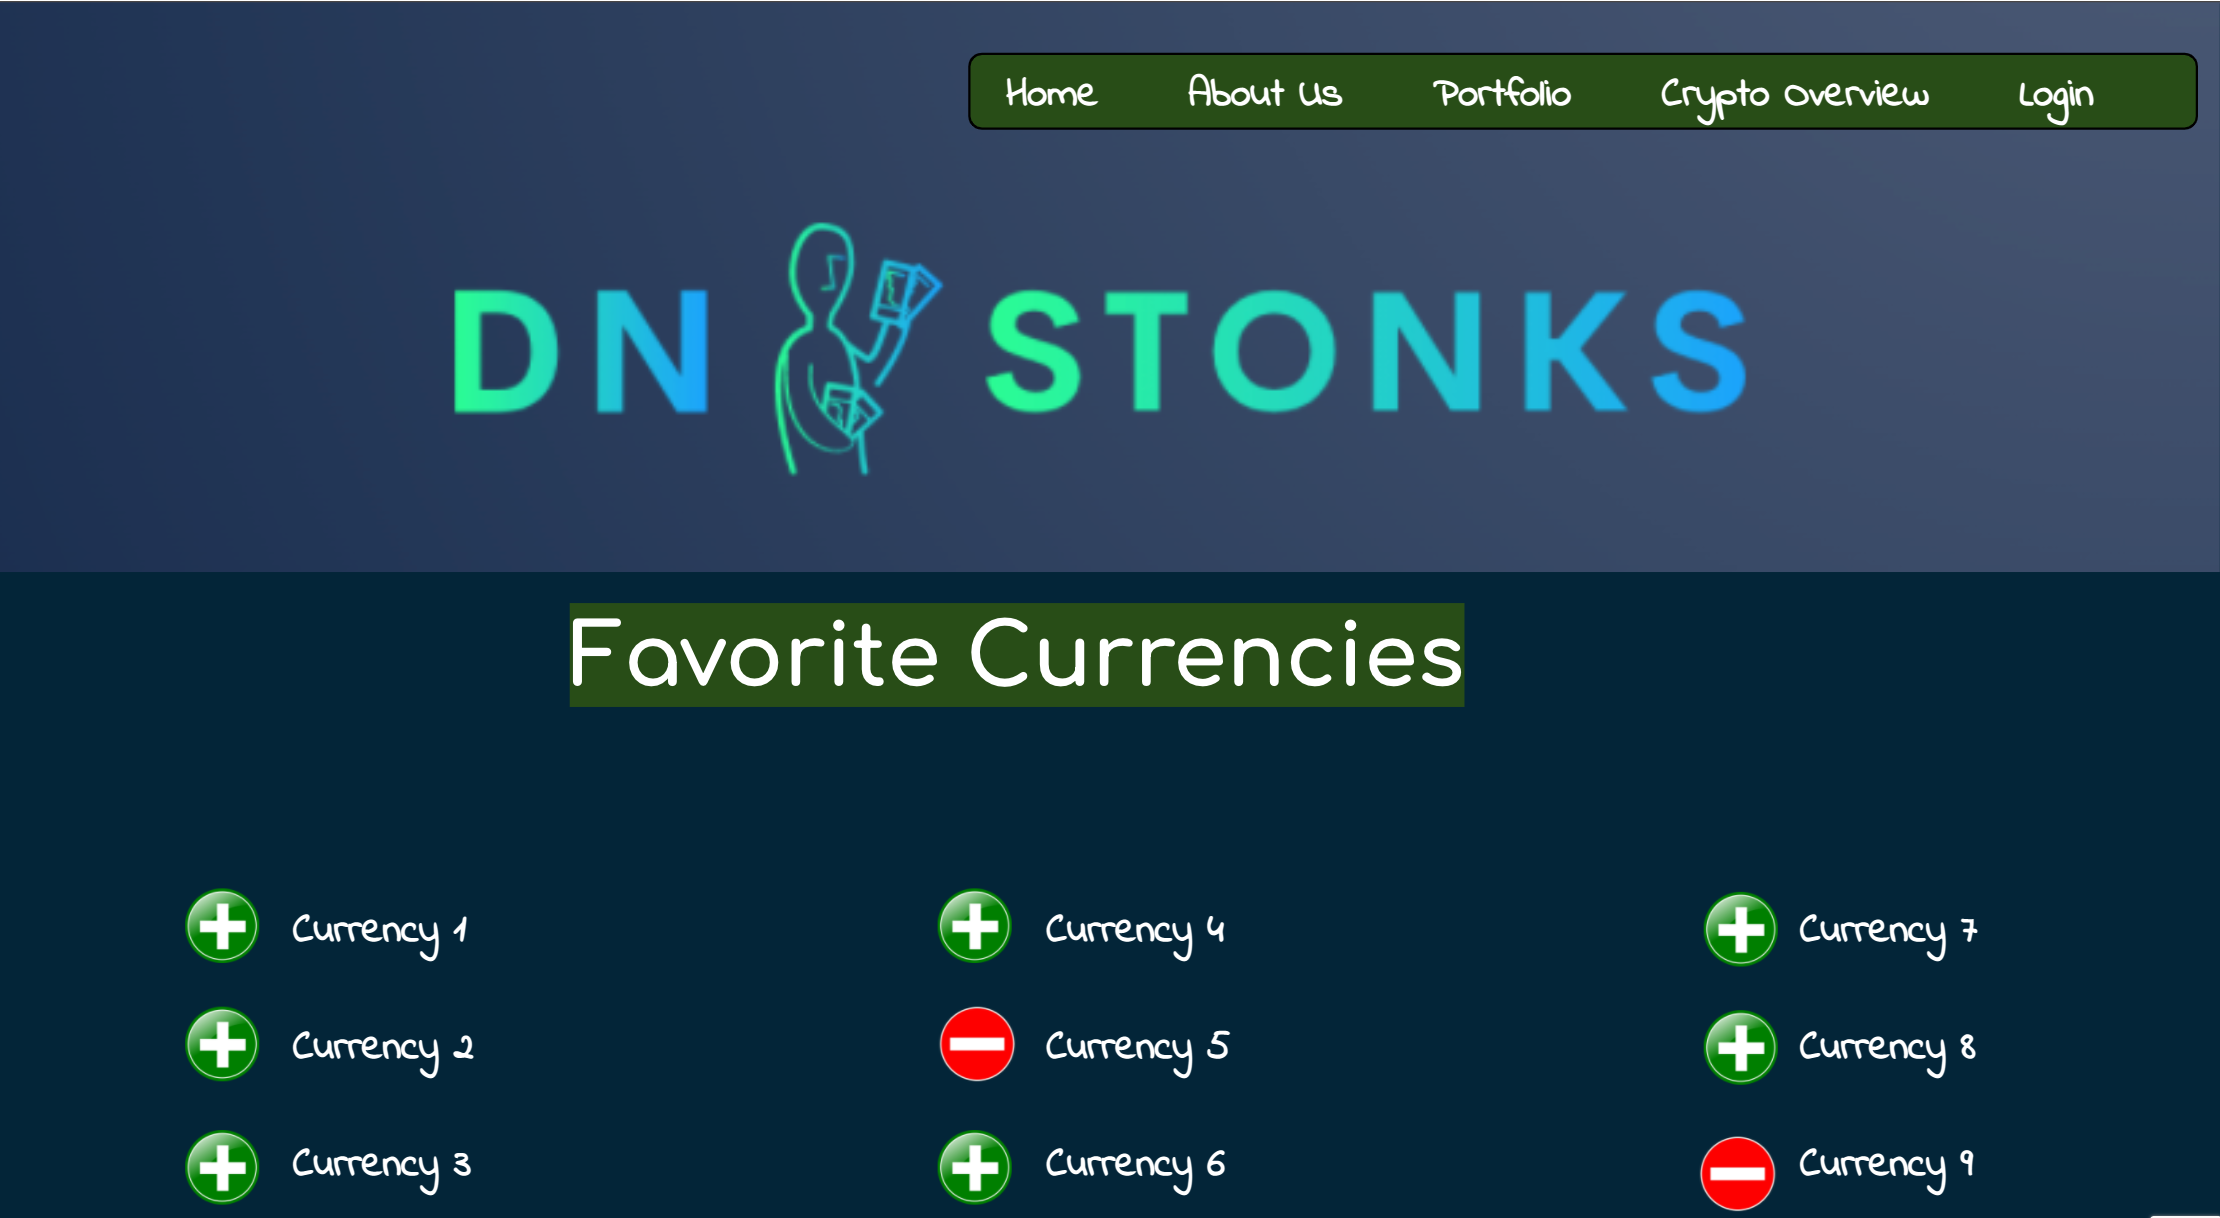 Home About Us Portfolio Crypto Overview Login
DN STONKS
Favorite Currencies
Currency 1 Currency 4 Currency 7
Currency 2 Currency 5 Currency 8
Currency 3 Currency 6 Currency 9